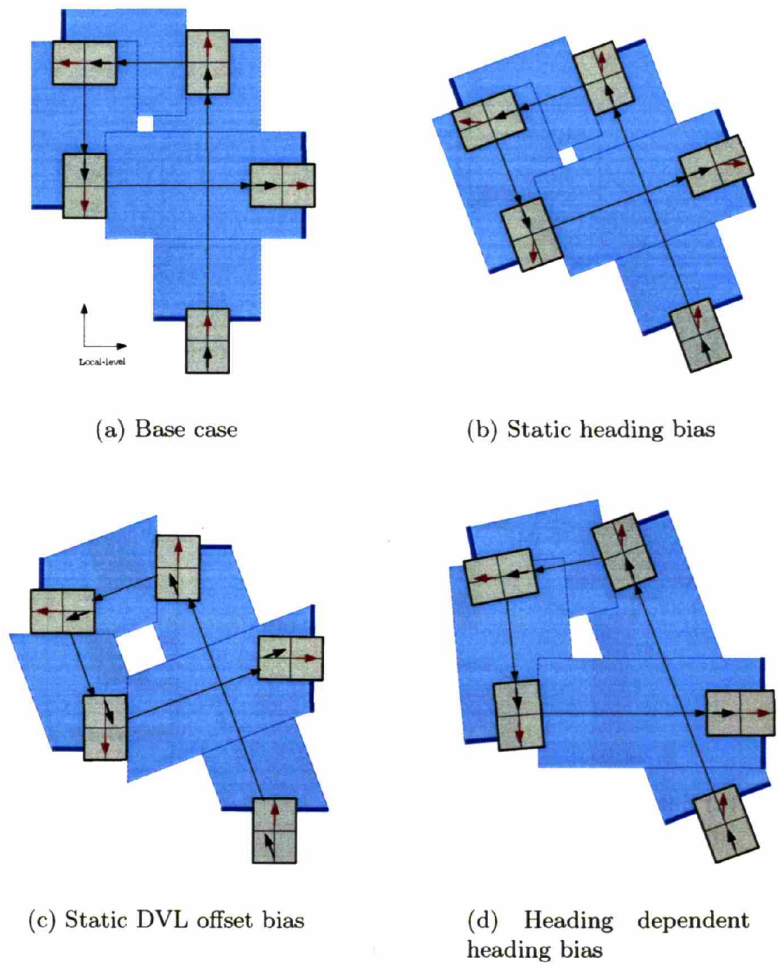 Local-level
(a) Base case
(b) Static heading bias
(c) Static DVL offset bias
(d) Heading dependent
heading bias